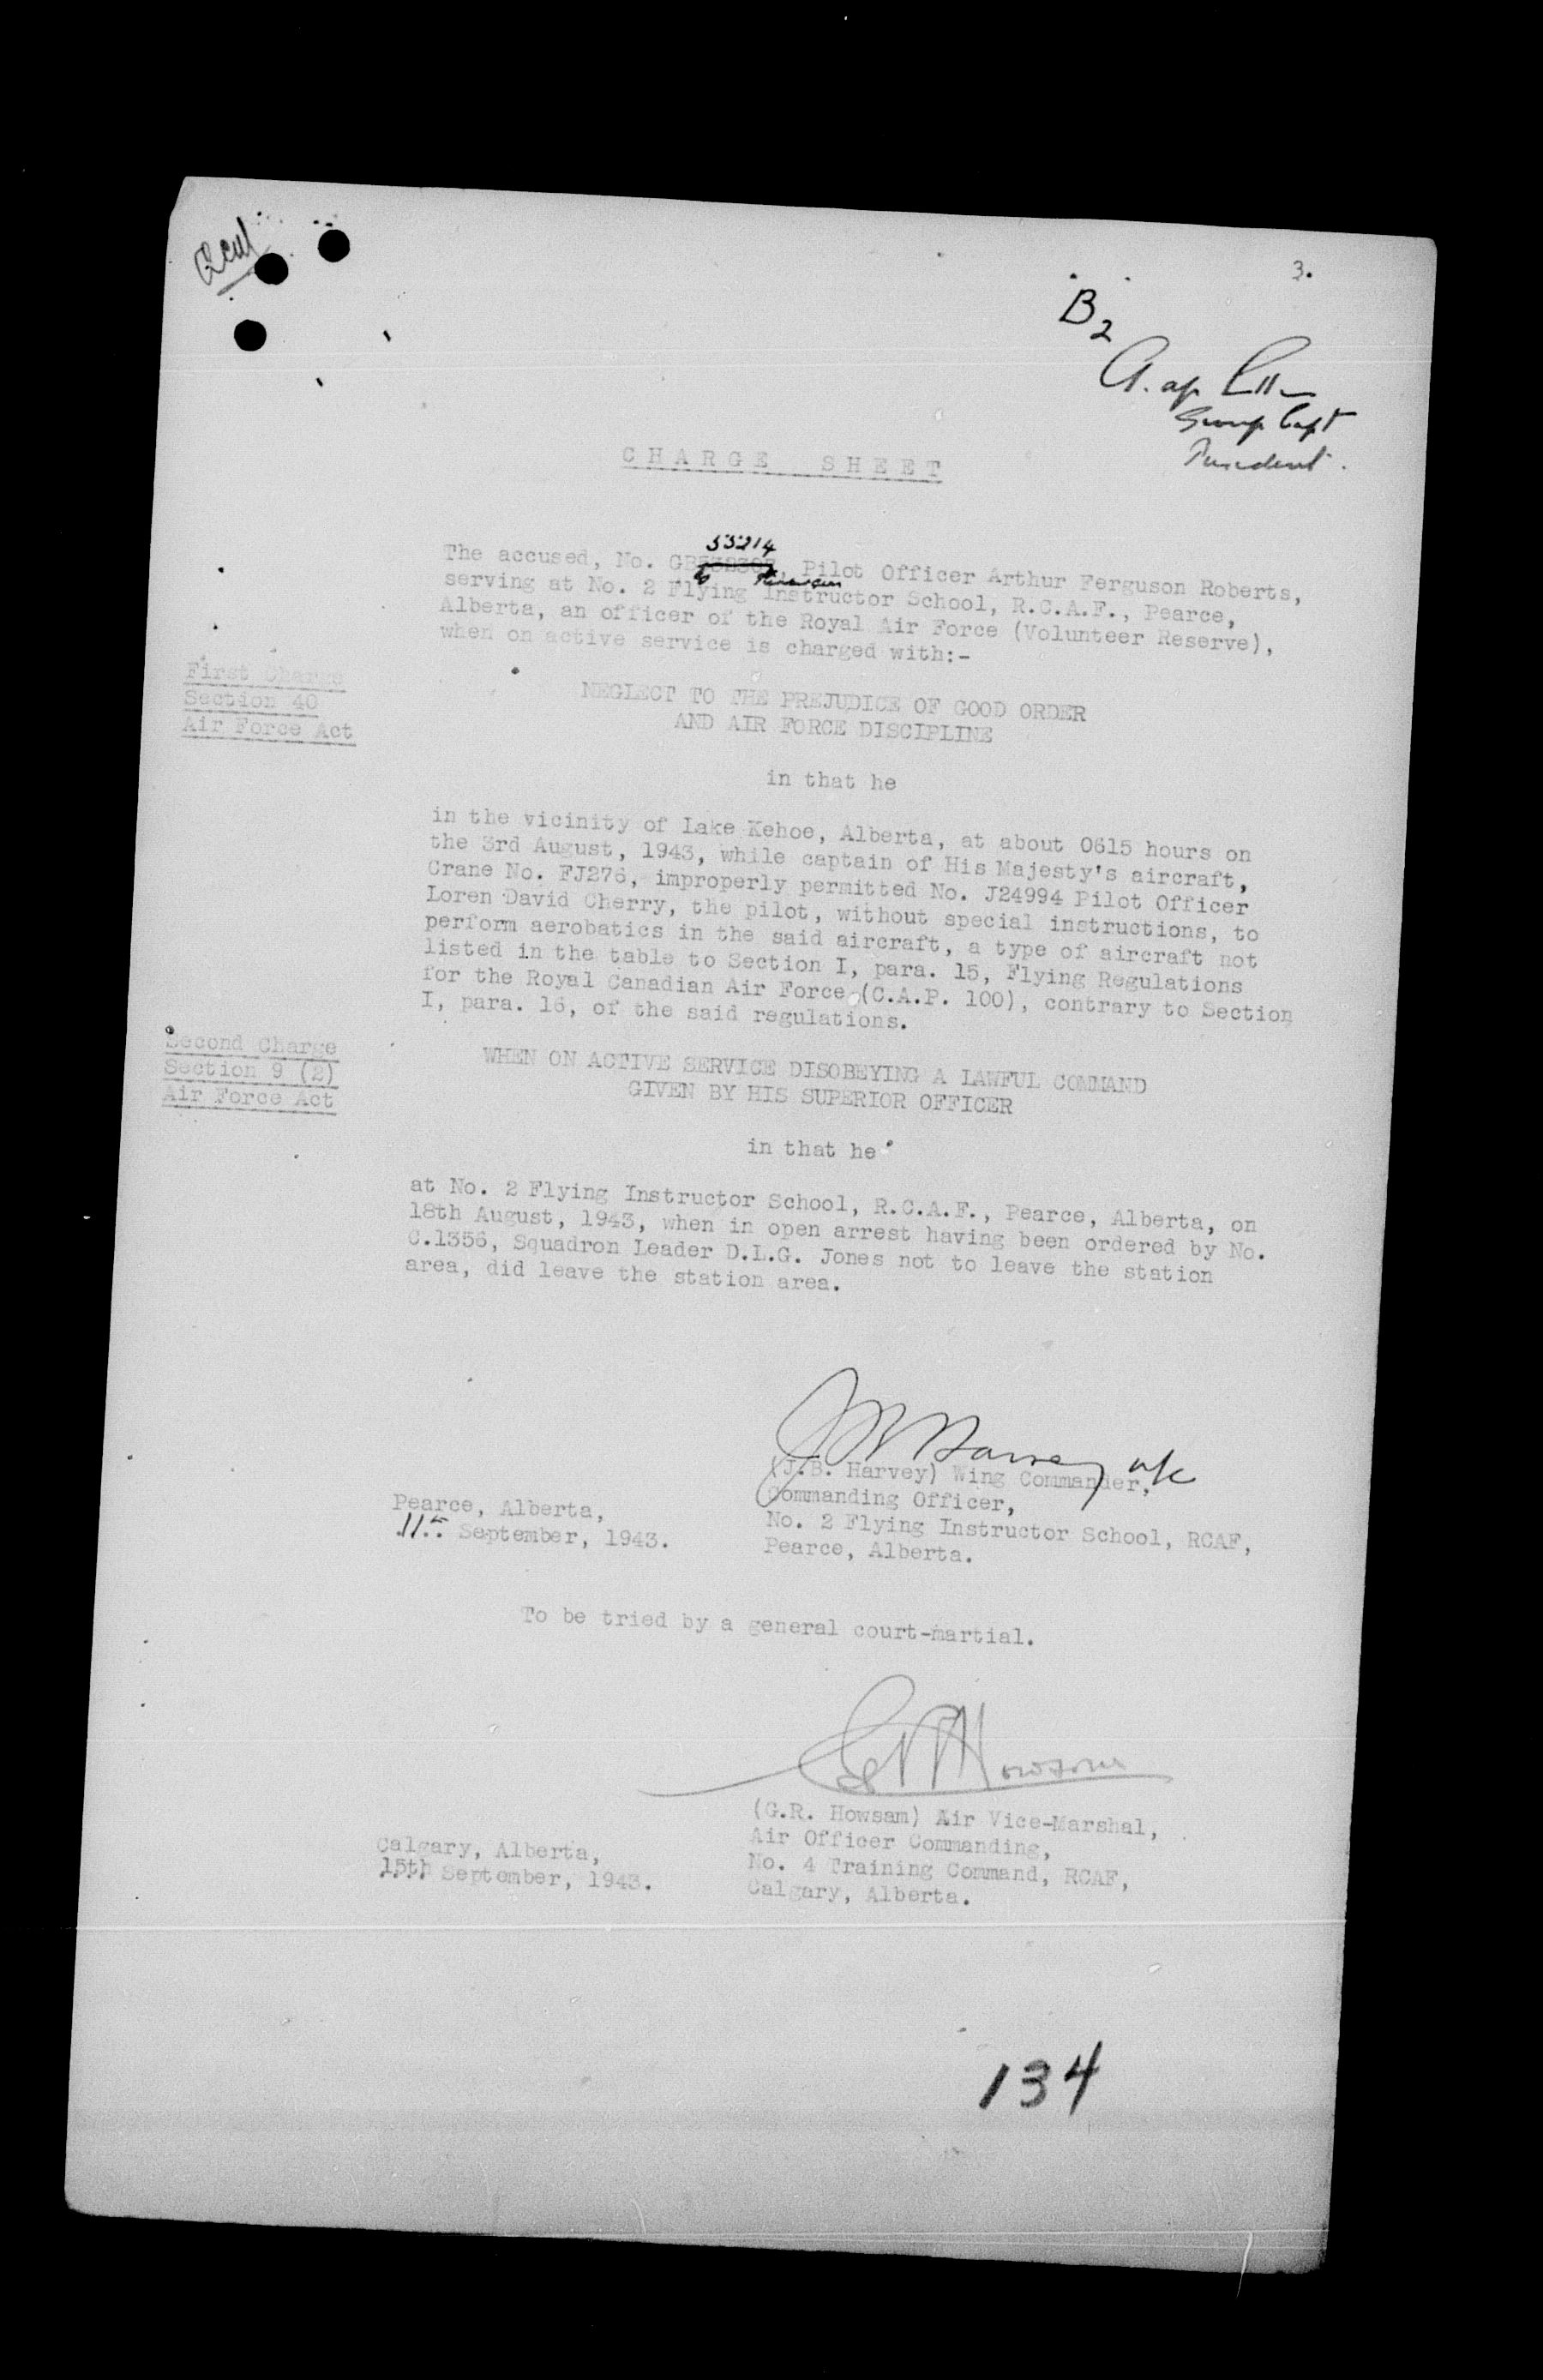 3.
B2
Group Capt
President.
CHARGE SHEET
53214
The accused, No. GB, Pilot Officer Arthur Ferguson Roberts,
serving at No. 2 Flying Instructor School, R.C.A.F., Pearce,
Alberta, an officer of the Royal Air Force (Volunteer Reserve),
when on active service is charged with:-
First Charge
Section 40
Air Force Act
NEGLECT TO THE PREJUDICE OF GOOD ORDER
AND AIR FORCE DISCIPLINE
in that he
in the vicinity of Lake Kehoe, Alberta, at about 0615 hours on
the 3rd August, 1943, while captain of His Majesty's aircraft,
Crane No. FJ276, improperly permitted No. J24994 Pilot Officer
Loren David Cherry, the pilot, without special instructions, to
perform aerobatics in the said aircraft, a type of aircraft not
listed in the table to Section I, para. 15, Flying Regulations
for the Royal Canadian Air Force (C.A.P. 100), contrary to Section
I, para. 16, of the said regulations.
Second Charge
Section 9 (2)
Air Force Act
WHEN ON ACTIVE SERVICE DISOBEYING A LAWFUL COMMAND
GIVEN BY HIS SUPERIOR OFFICER
in that he
at No. 2 Flying Instructor School, R.C.A.F., Pearce, Alberta, on
18th August, 1943, when in open arrest having been ordered by No.
C.1356, Squadron Leader D.L.G. Jones not to leave the station
area, did leave the station area.
J B Harvey w/c
(J.B. Harvey) Wing Commander,
Commanding Officer,
No. 2 Flying Instructor School, RCAF,
Pearce, Alberta.
Pearce, Alberta,
11th September, 1943.
To be tried by a general court-martial.
G R Howsam
(G.R. Howsam) Air Vice-Marshal,
Air Officer Commanding,
No. 4 Training Command, RCAF,
Calgary, Alberta.
Calgary, Alberta,
15th September, 1943.
134